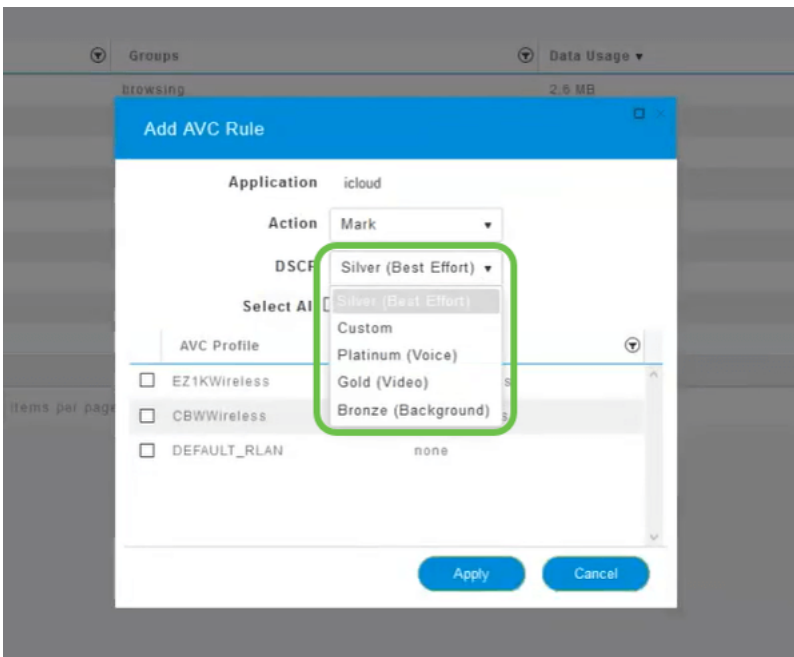 Groups Data Usage
browsing 2.6 MB
Add AVC Rule
Application icloud
Action Mark
DSCP Silver (Best Effort)
Select Al Silver (Best Effort)
Custom
AVC Profile Platinum (Voice)
EZ1KWireless Gold (Video) s
items per page CBWWireless Bronze (Background) s
DEFAULT_RLAN none
Apply Cancel